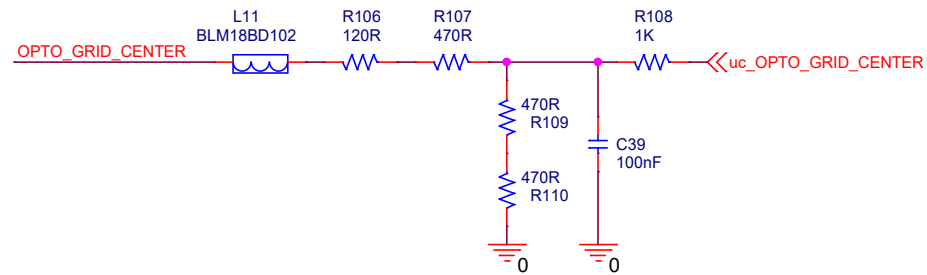 L11
BLM18BD102
R106
120R
R107
470R
R108
1K
OPTO_GRID_CENTER
uc_OPTO_GRID_CENTER
470R
R109
C39
100nF
470R
R110
0
0